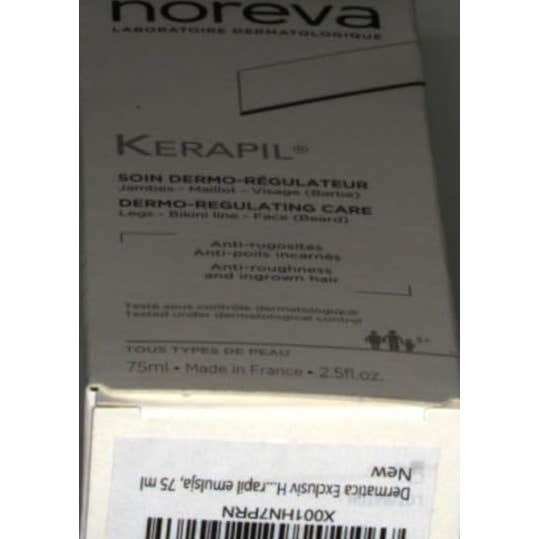 noreva
LABORATOIRE DERMATOLOGIQUE
KERAPIL®
SOIN DERMO-RÉGULATEUR
Jambes - Maillot - Visage (Barbe)
DERMO-REGULATING CARE
Legs - Bikini line - Face (Beard)
Anti-rugosités
Anti-poils incarnés
Anti-roughness
and ingrown hair
Testé sous contrôle dermatologique
Tested under dermatological control
TOUS TYPES DE PEAU
75ml • Made in France • 2.5fl.oz.
New
Dermatica Exclusiv H...rapil emulsja, 75 ml
X001HN7PRN